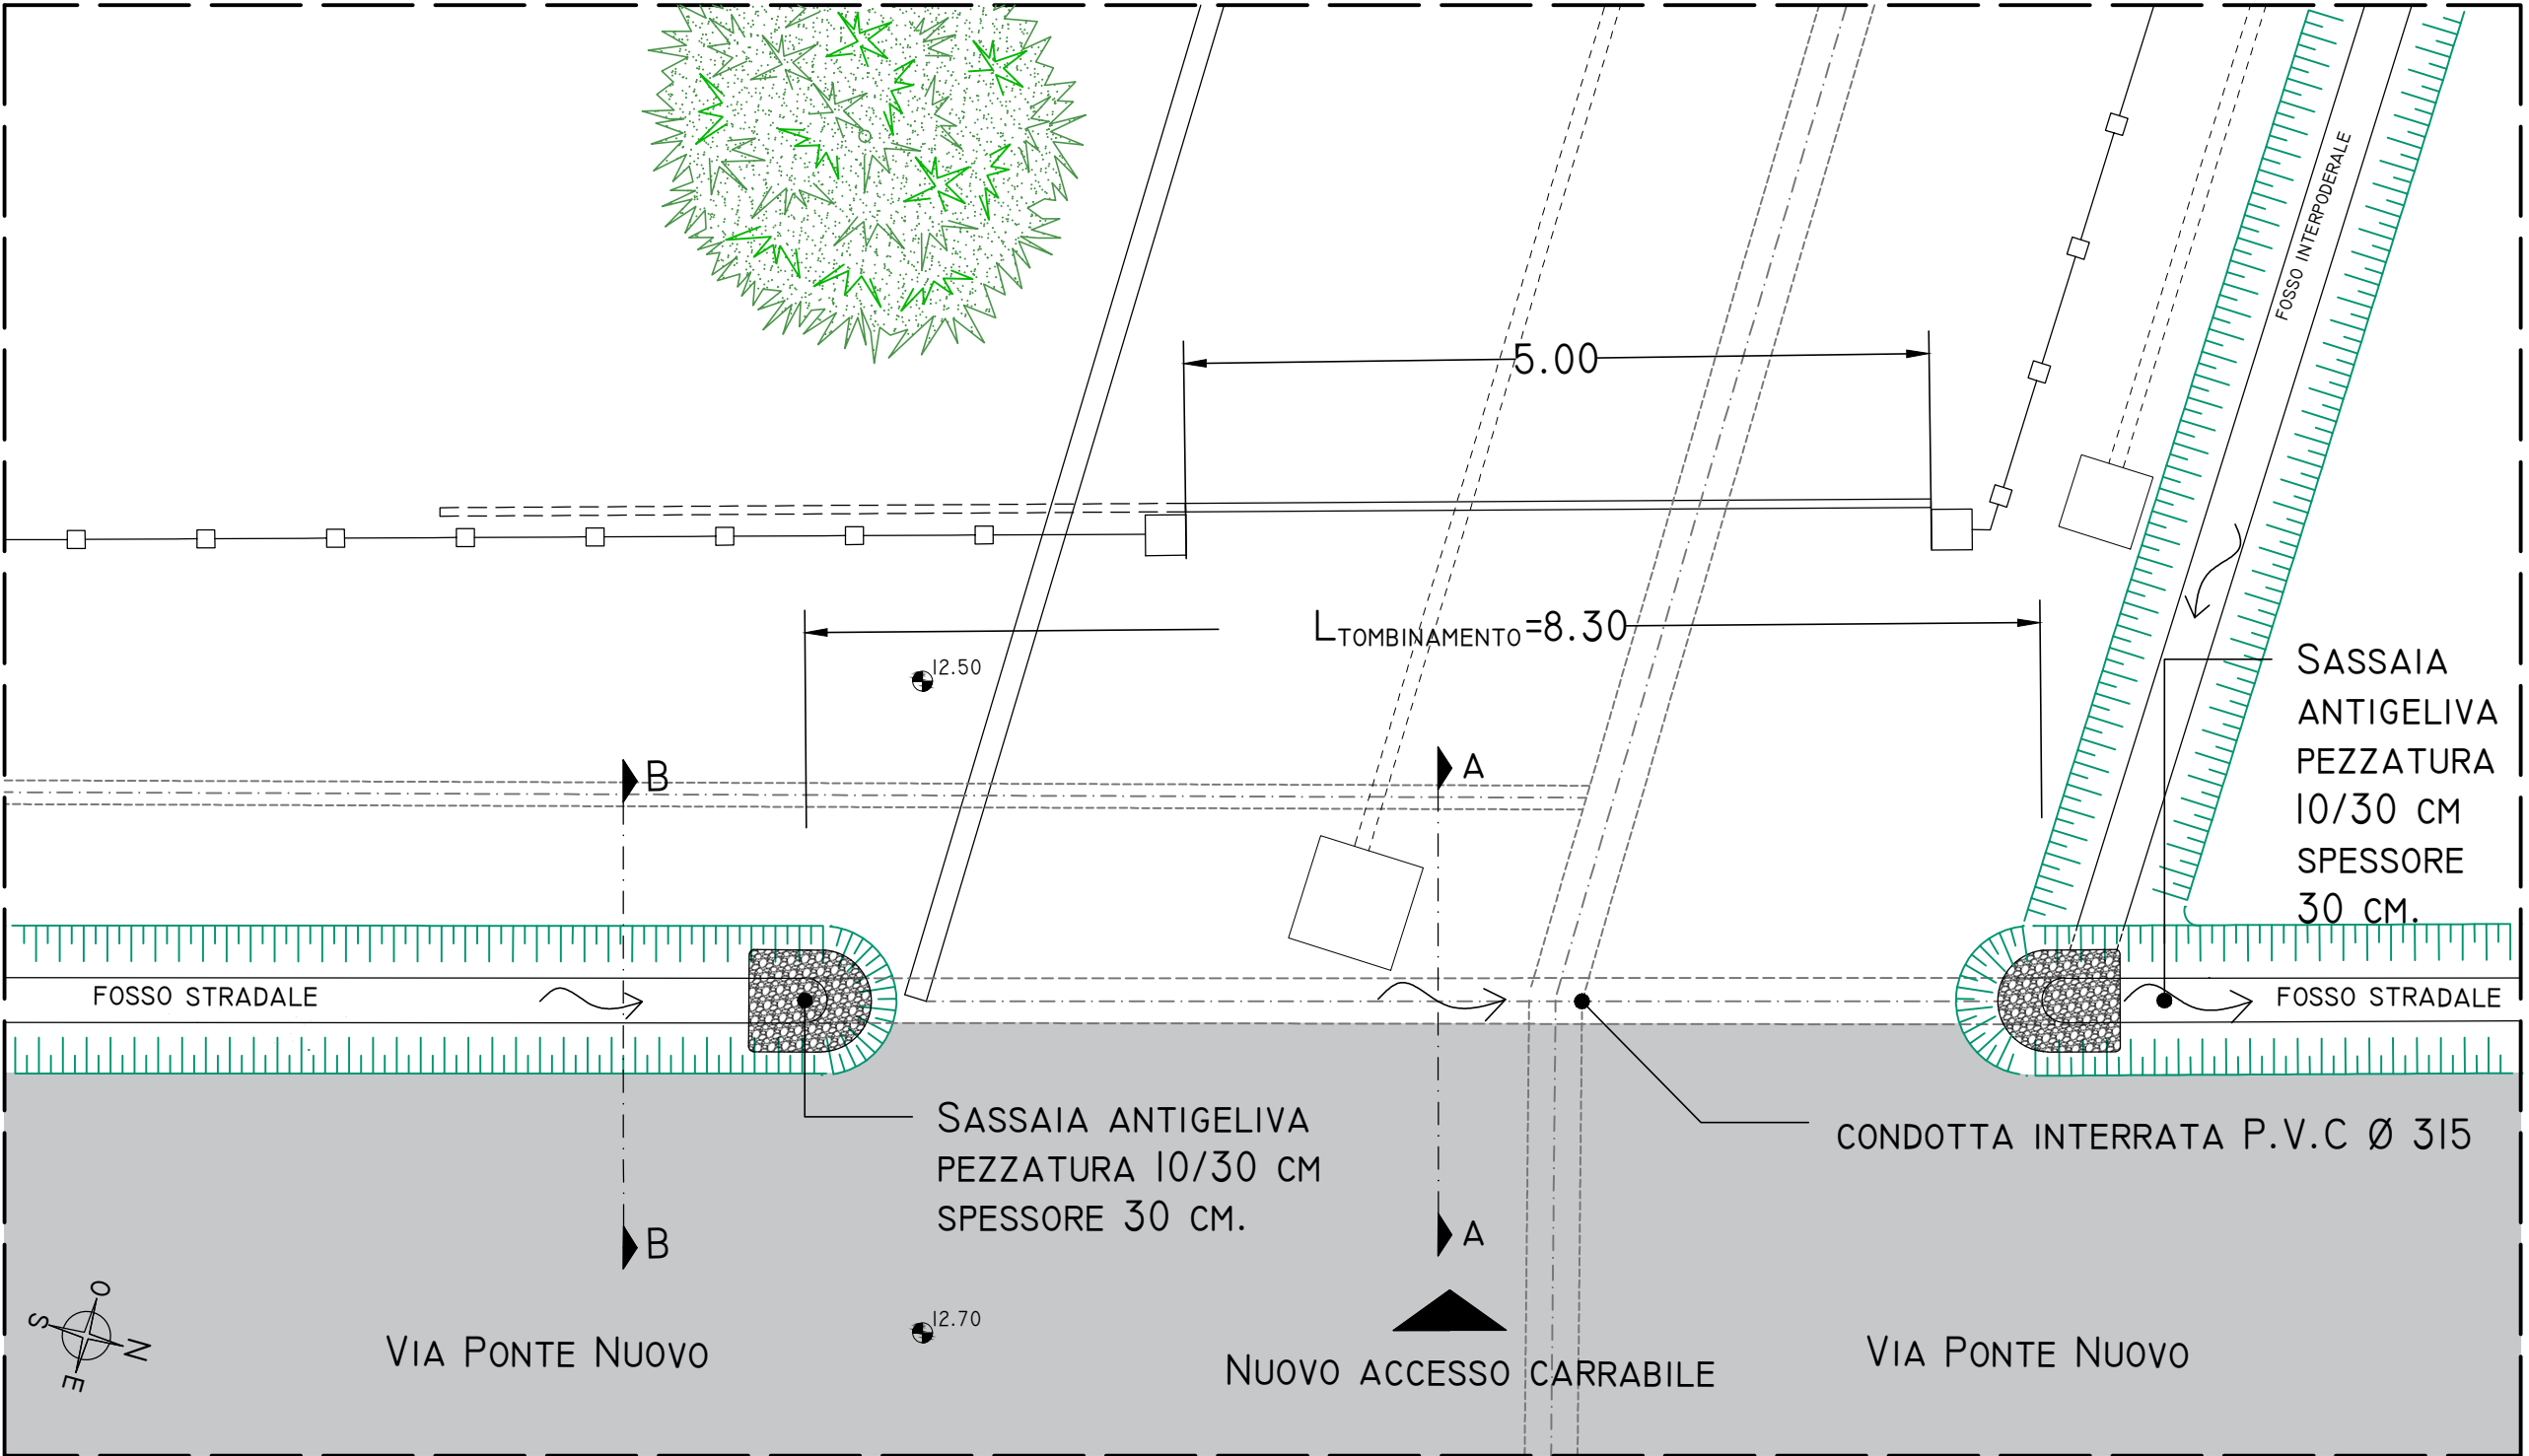 FOSSO INTERPODERALE
5.00
LTOMBINAMENTO=8.30
12.50
SASSAIA
ANTIGELIVA
PEZZATURA
10/30 CM
SPESSORE
30 CM.
B
A
FOSSO STRADALE
FOSSO STRADALE
SASSAIA ANTIGELIVA
PEZZATURA 10/30 CM
SPESSORE 30 CM.
CONDOTTA INTERRATA P.V.C Ø 315
B
A
O
S
N
E
12.70
VIA PONTE NUOVO
NUOVO ACCESSO CARRABILE
VIA PONTE NUOVO